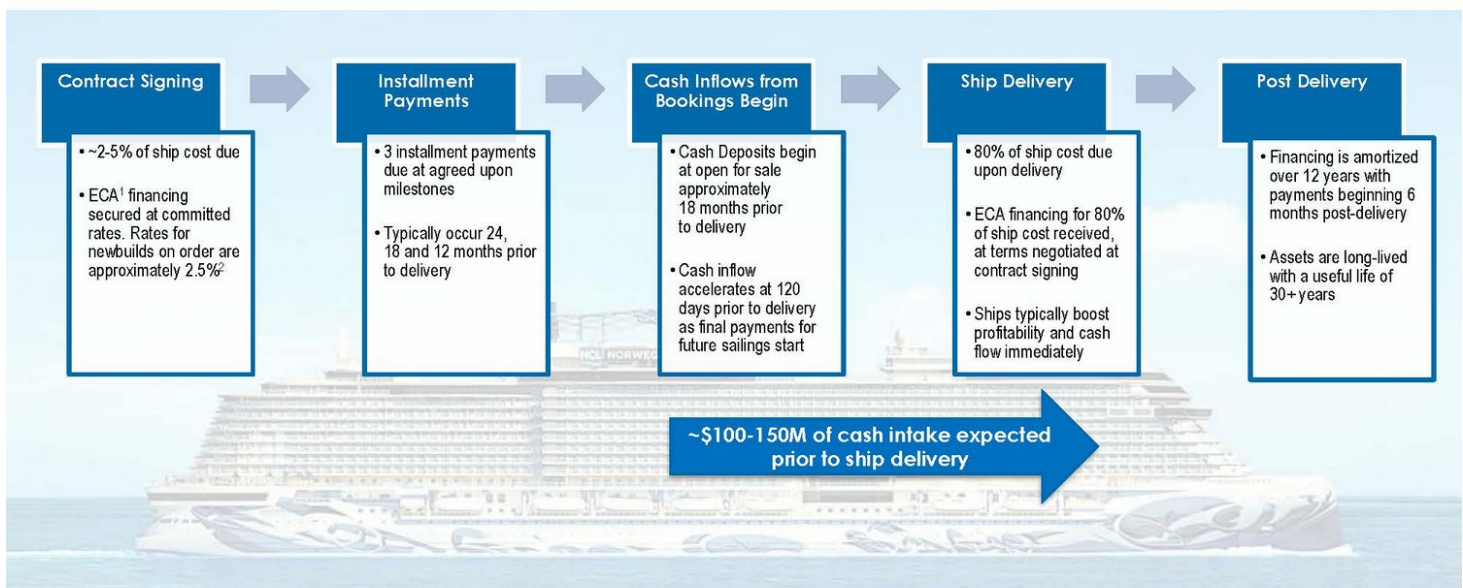 Contract Signing
• ~2-5% of ship cost due
• ECA¹ financing
secured at committed
rates. Rates for
newbuilds on order are
approximately 2.5%²
Installment
Payments
• 3 installment payments
due at agreed upon
milestones
• Typically occur 24,
18 and 12 months prior
to delivery
Cash Inflows from
Bookings Begin
• Cash Deposits begin
at open for sale
approximately
18 months prior
to delivery
• Cash inflow
accelerates at 120
days prior to delivery
as final payments for
future sailings start
Ship Delivery
• 80% of ship cost due
upon delivery
• ECA financing for 80%
of ship cost received,
at terms negotiated at
contract signing
• Ships typically boost
profitability and cash
flow immediately
Post Delivery
• Financing is amortized
over 12 years with
payments beginning 6
months post-delivery
• Assets are long-lived
with a useful life of
30+ years
~$100-150M of cash intake expected
prior to ship delivery